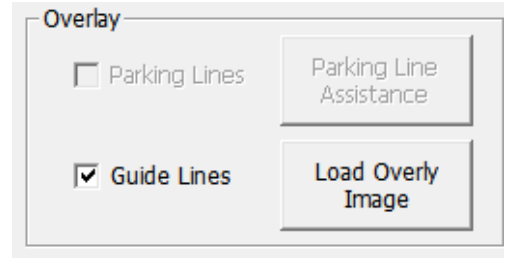 Overlay
Parking Lines
Parking Line
Assistance
Guide Lines
Load Overly
Image